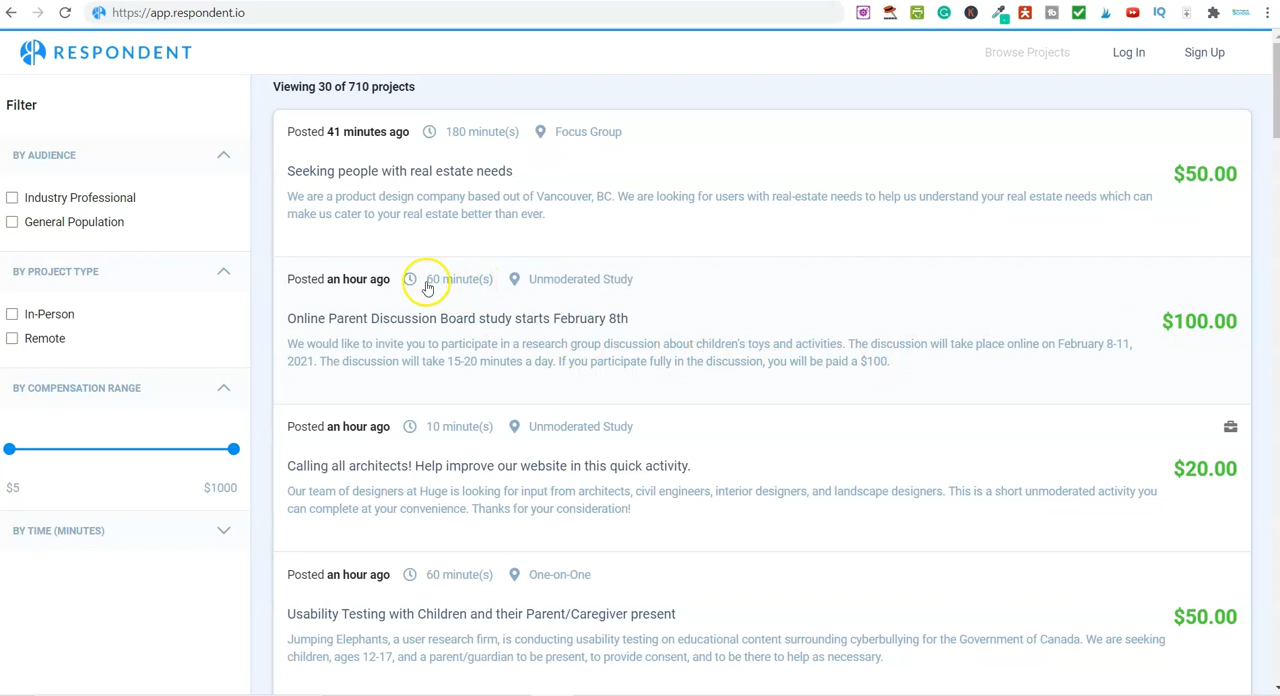 https://app.respondent.io
RESPONDENT
Browse Projects
Log In
Sign Up
Filter
BY AUDIENCE
Industry Professional
General Population
BY PROJECT TYPE
In-Person
Remote
BY COMPENSATION RANGE
$5
$1000
BY TIME (MINUTES)
Viewing 30 of 710 projects
Posted 41 minutes ago 180 minute(s) Focus Group
Seeking people with real estate needs
$50.00
We are a product design company based out of Vancouver, BC. We are looking for users with real-estate needs to help us understand your real estate needs which can
make us cater to your real estate better than ever.
Posted an hour ago 60 minute(s) Unmoderated Study
Online Parent Discussion Board study starts February 8th
$100.00
We would like to invite you to participate in a research group discussion about children's toys and activities. The discussion will take place online on February 8-11,
2021. The discussion will take 15-20 minutes a day. If you participate fully in the discussion, you will be paid a $100.
Posted an hour ago 10 minute(s) Unmoderated Study
Calling all architects! Help improve our website in this quick activity.
$20.00
Our team of designers at Huge is looking for input from architects, civil engineers, interior designers, and landscape designers. This is a short unmoderated activity you
can complete at your convenience. Thanks for your consideration!
Posted an hour ago 60 minute(s) One-on-One
Usability Testing with Children and their Parent/Caregiver present
$50.00
Jumping Elephants, a user research firm, is conducting usability testing on educational content surrounding cyberbullying for the Government of Canada. We are seeking
children, ages 12-17, and a parent/guardian to be present, to provide consent, and to be there to help as necessary.